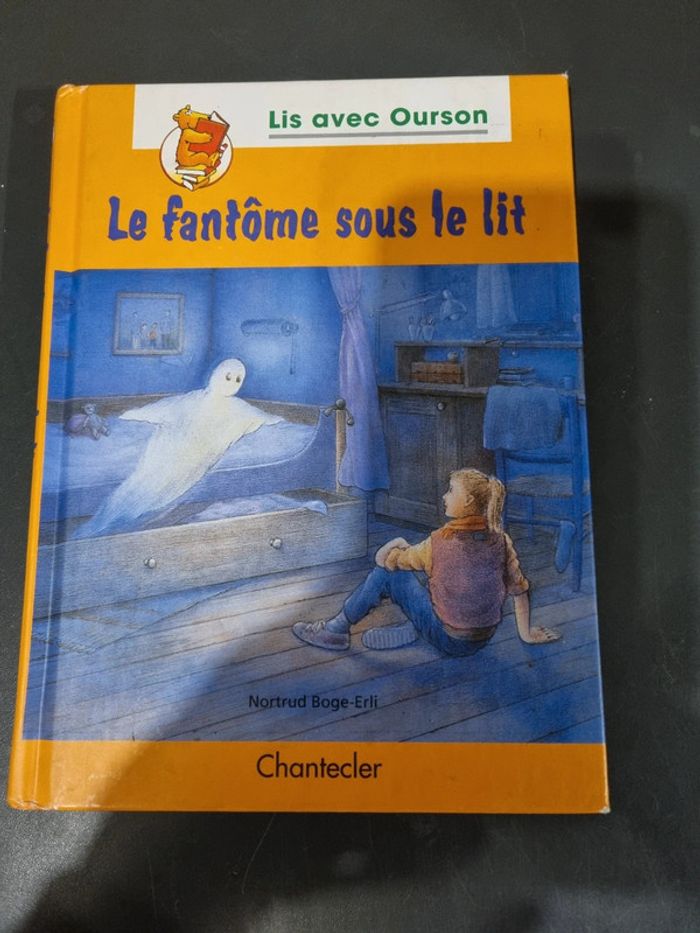 Lis avec Ourson
Le fantôme sous le lit
Nortrud Boge-Erli
Chantecler